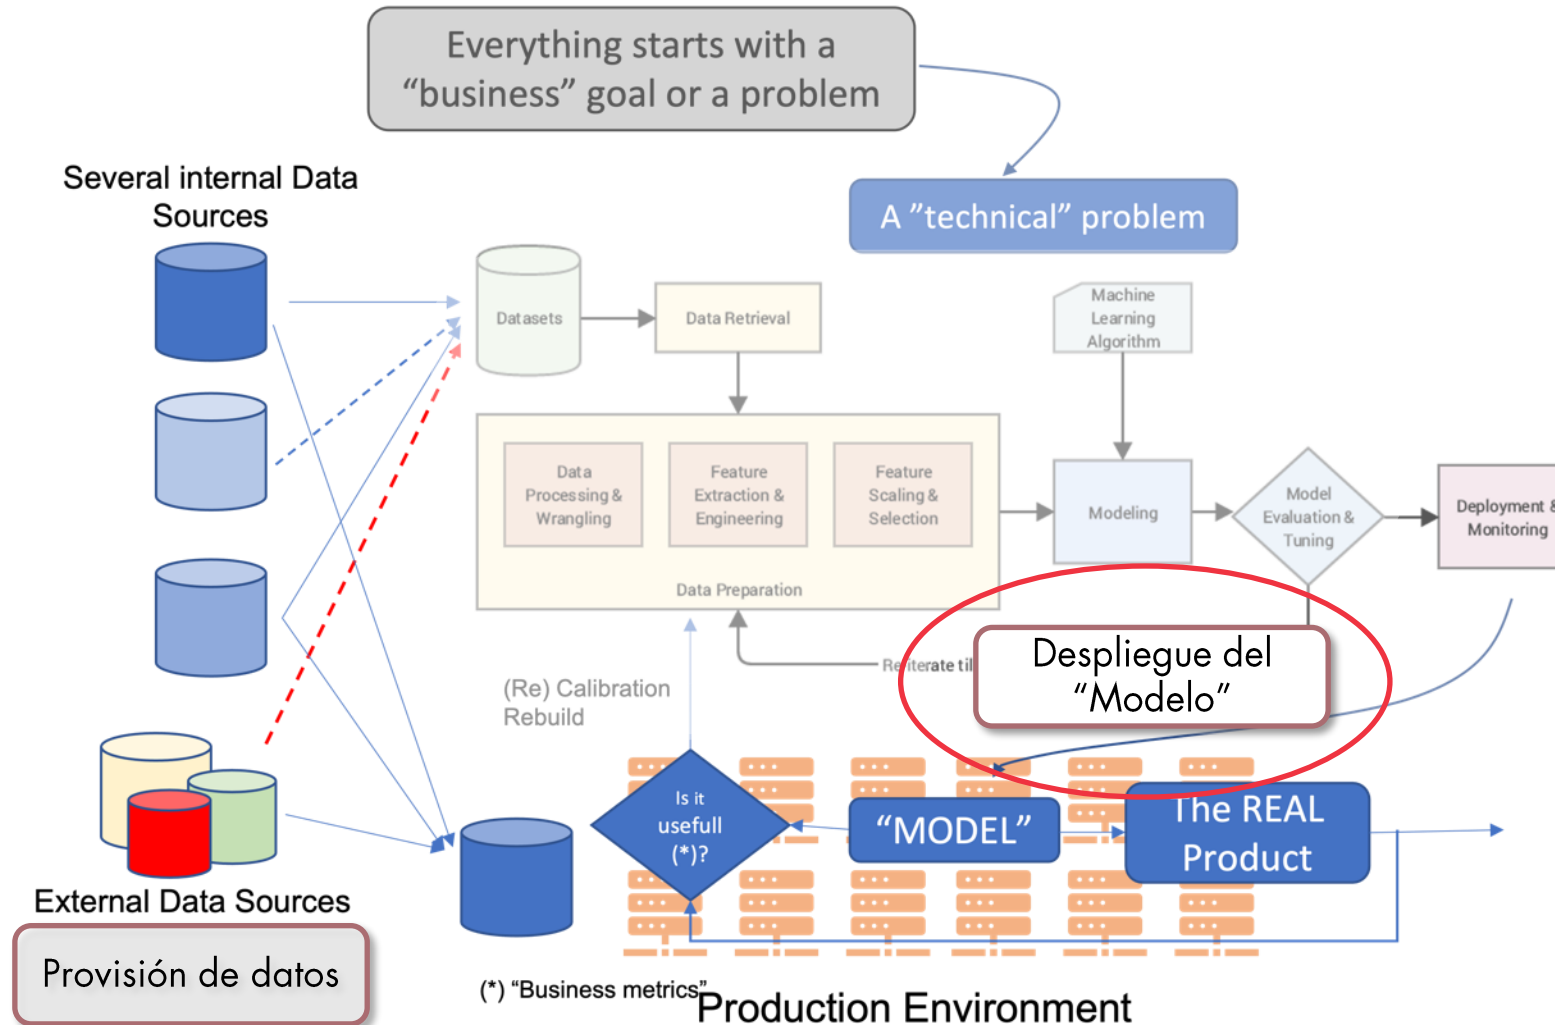 Everything starts with a
“business” goal or a problem
Several internal Data
Sources
A ”technical” problem
Datasets
Data Retrieval
Machine
Learning
Algorithm
Data
Processing &
Wrangling
Feature
Extraction &
Engineering
Feature
Scaling &
Selection
Modeling
Model
Evaluation &
Tuning
Deployment &
Monitoring
Data Preparation
(Re) Calibration
Rebuild
Despliegue del
“Modelo”
Is it
usefull
(*)?
“MODEL”
The REAL
Product
External Data Sources
Provisión de datos
(*) “Business metrics”
Production Environment